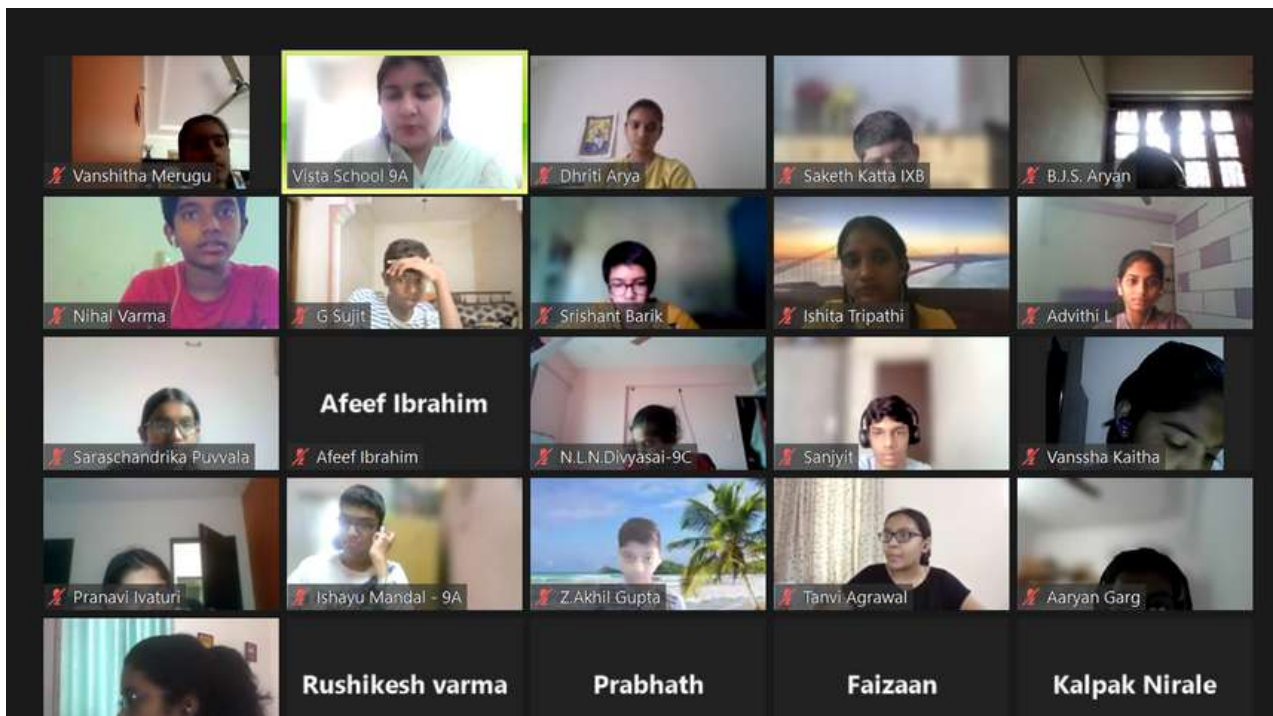 Vanshitha Merugu
Vista School 9A
Dhriti Arya
Saketh Katta IXB
B.J.S. Aryan
Nihal Varma
G Sujit
Srishant Barik
Ishita Tripathi
Advithi L
Saraschandrika Puvvala
Afeef Ibrahim
Afeef Ibrahim
N.L.N.Divyasai-9C
Sanjyit
Vanssha Kaitha
Pranavi Ivaturi
Ishayu Mandal - 9A
Z.Akhil Gupta
Tanvi Agrawal
Aaryan Garg
Rushikesh varma
Prabhath
Faizaan
Kalpak Nirale